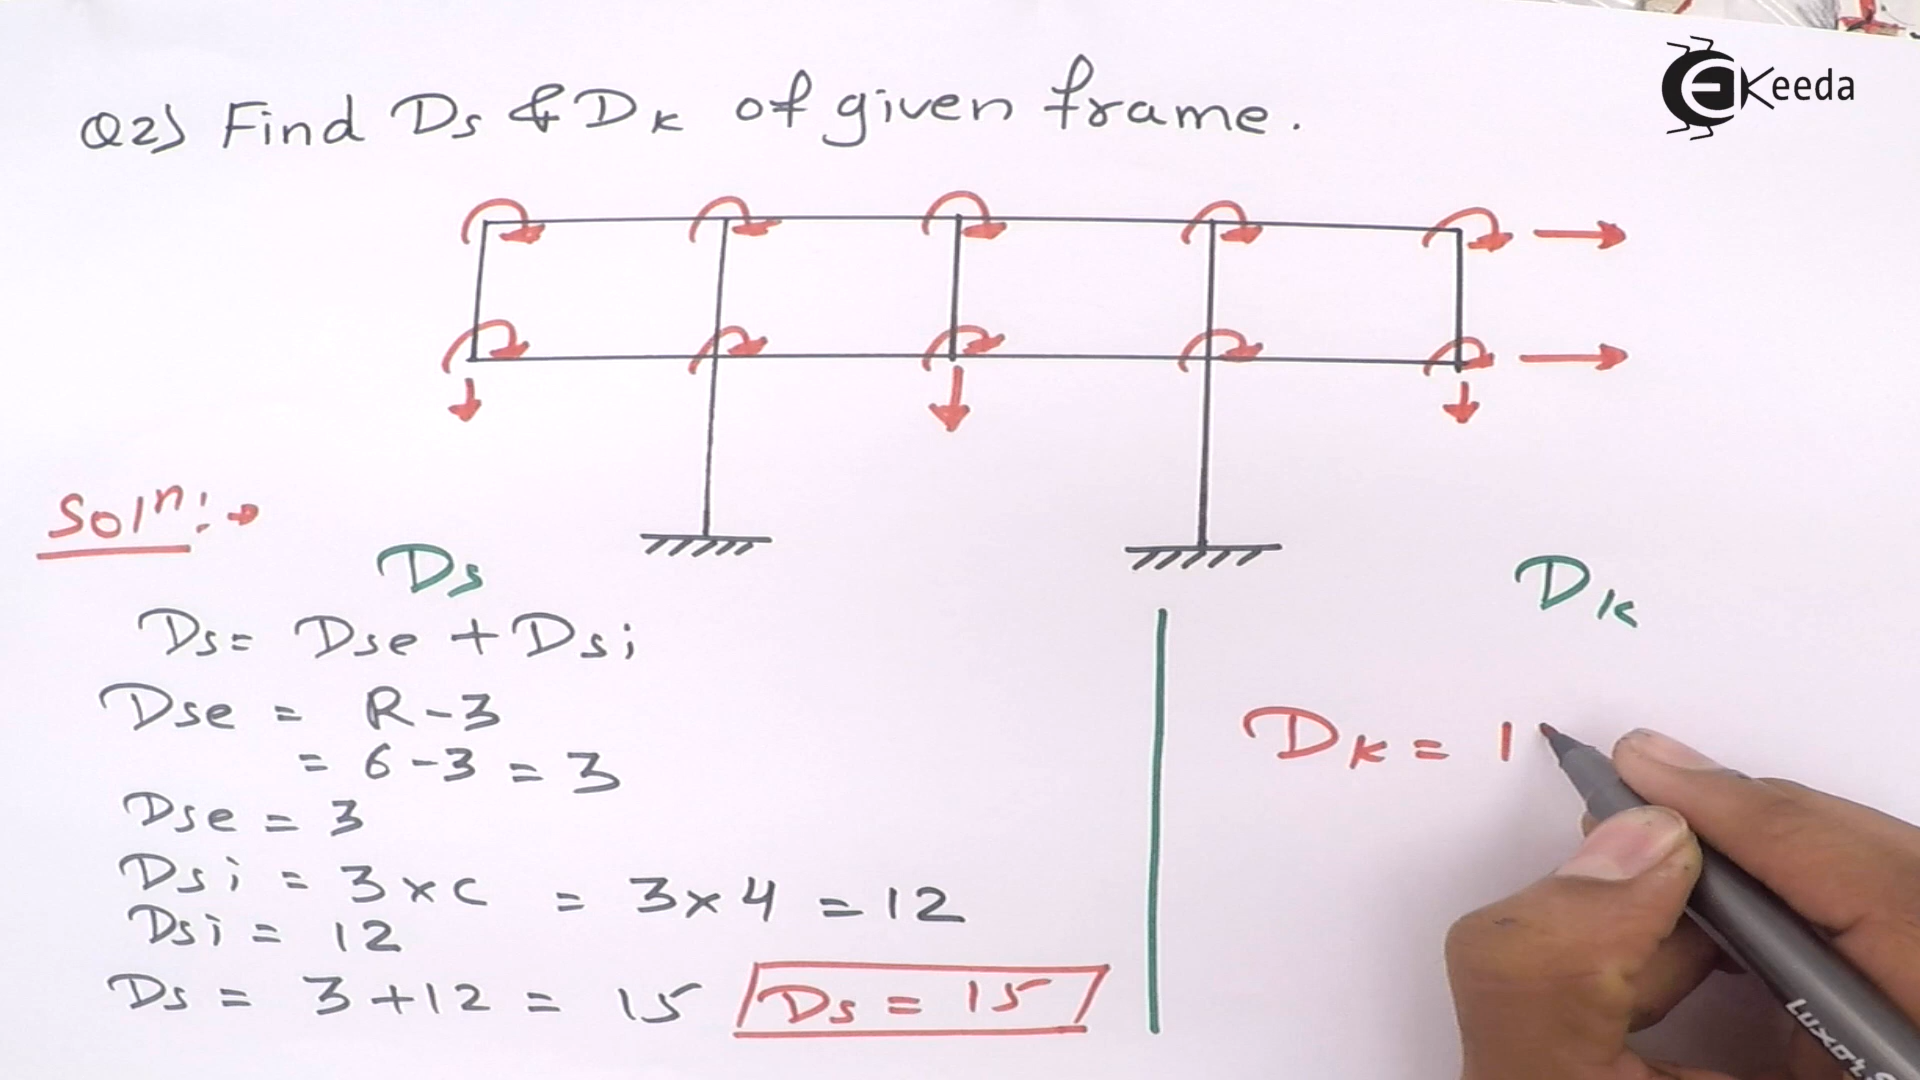 Keeda
Q2) Find Ds & Dk of given frame.
Soln:→
Ds
Ds = Dse + Dsi
Dse = R - 3
= 6 - 3 = 3
Dse = 3
Dsi = 3 x c = 3 x 4 = 12
Dsi = 12
Ds = 3 + 12 = 15 Ds = 15
Dk
Dk = 1
Luxor